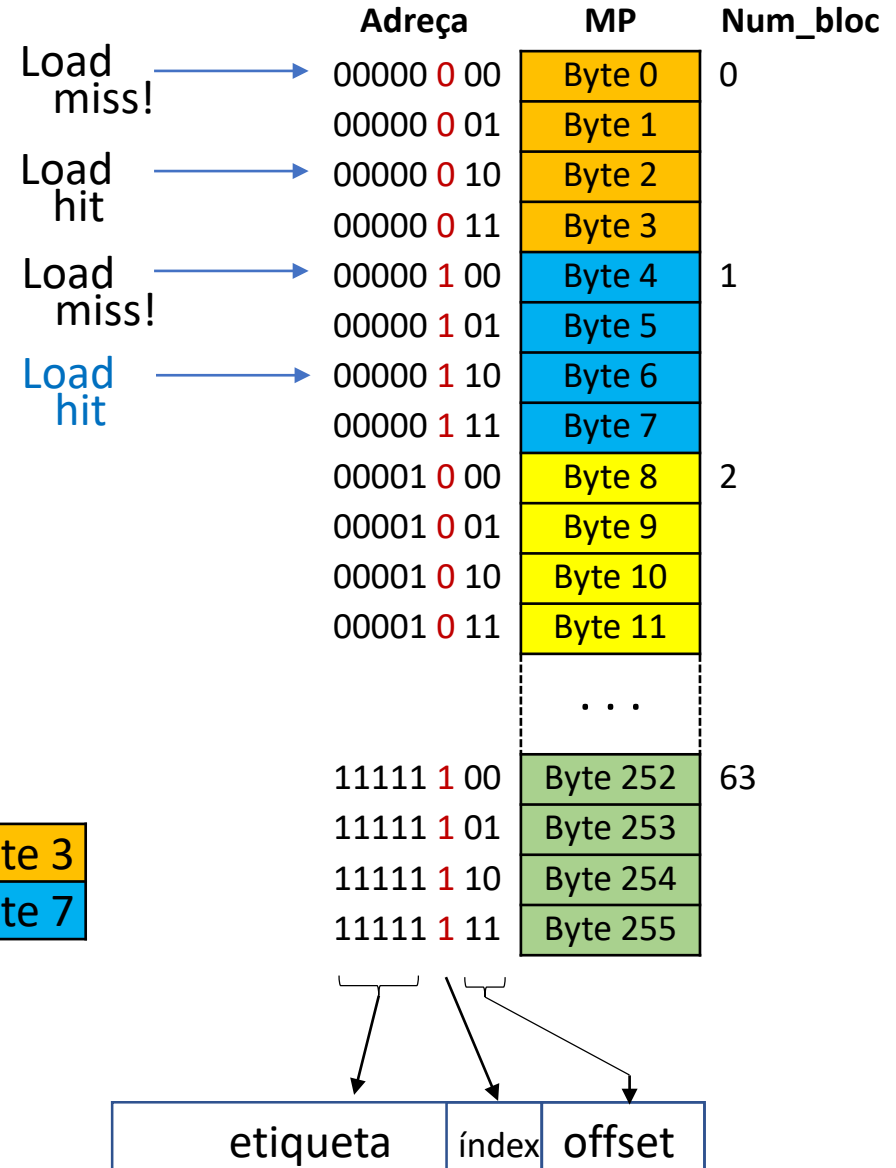 Adreça MP Num_bloc
Load miss! 00000 0 00 Byte 0 0
00000 0 01 Byte 1
Load hit 00000 0 10 Byte 2
00000 0 11 Byte 3
Load miss! 00000 1 00 Byte 4 1
00000 1 01 Byte 5
Load hit 00000 1 10 Byte 6
00000 1 11 Byte 7
00001 0 00 Byte 8 2
00001 0 01 Byte 9
00001 0 10 Byte 10
00001 0 11 Byte 11
. . .
11111 1 00 Byte 252 63
11111 1 01 Byte 253
te 3 11111 1 10 Byte 254
te 7 11111 1 11 Byte 255
etiqueta índex offset